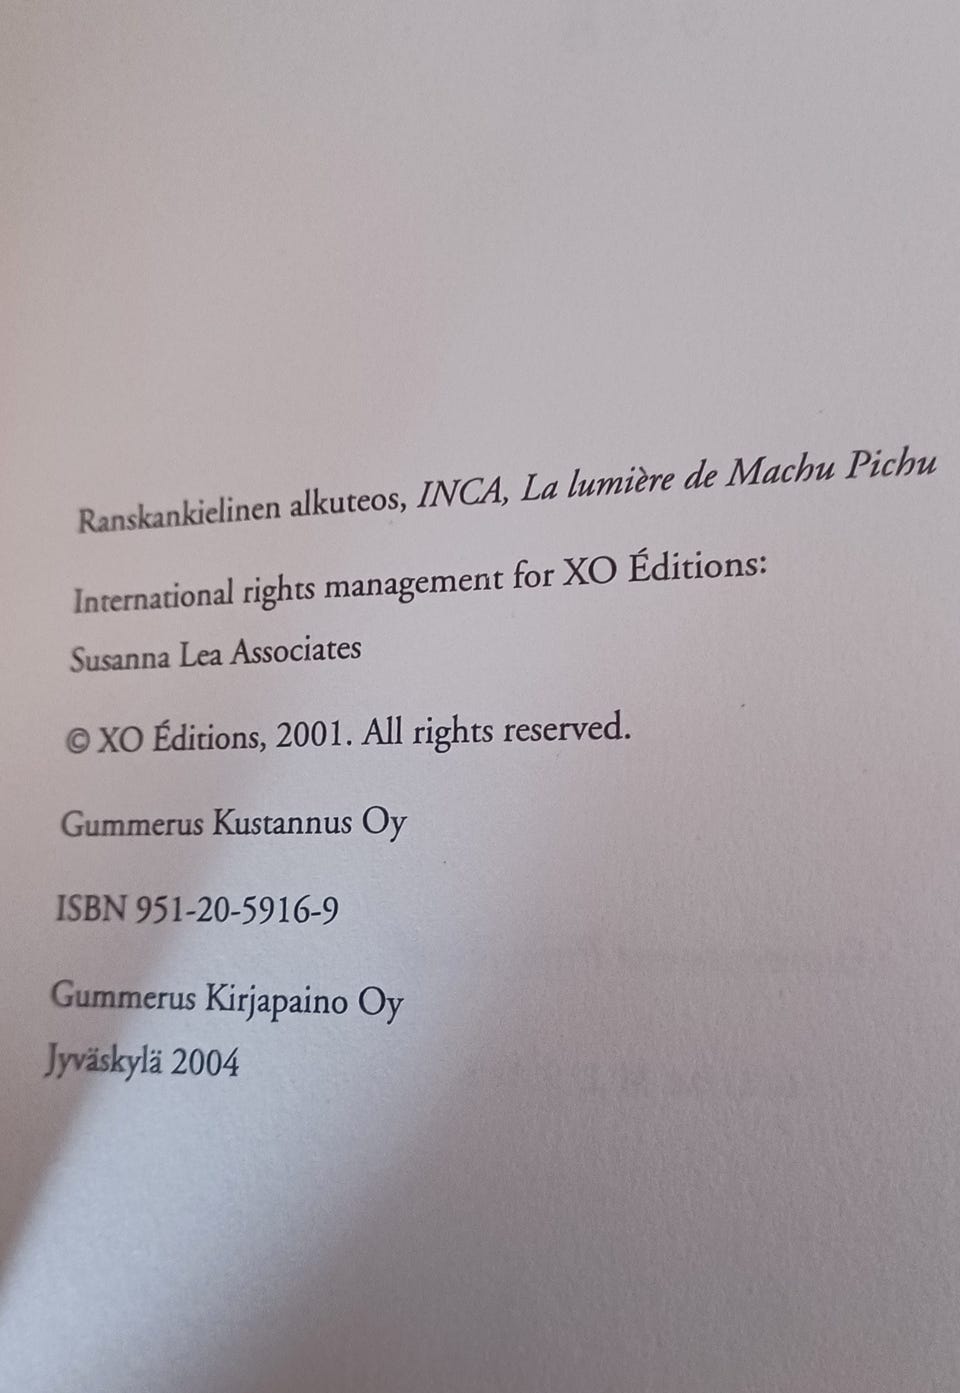 Ranskankielinen alkuteos, INCA, La lumière de Machu Pichu
International rights management for XO Éditions:
Susanna Lea Associates
© XO Éditions, 2001. All rights reserved.
Gummerus Kustannus Oy
ISBN 951-20-5916-9
Gummerus Kirjapaino Oy
Jyväskylä 2004